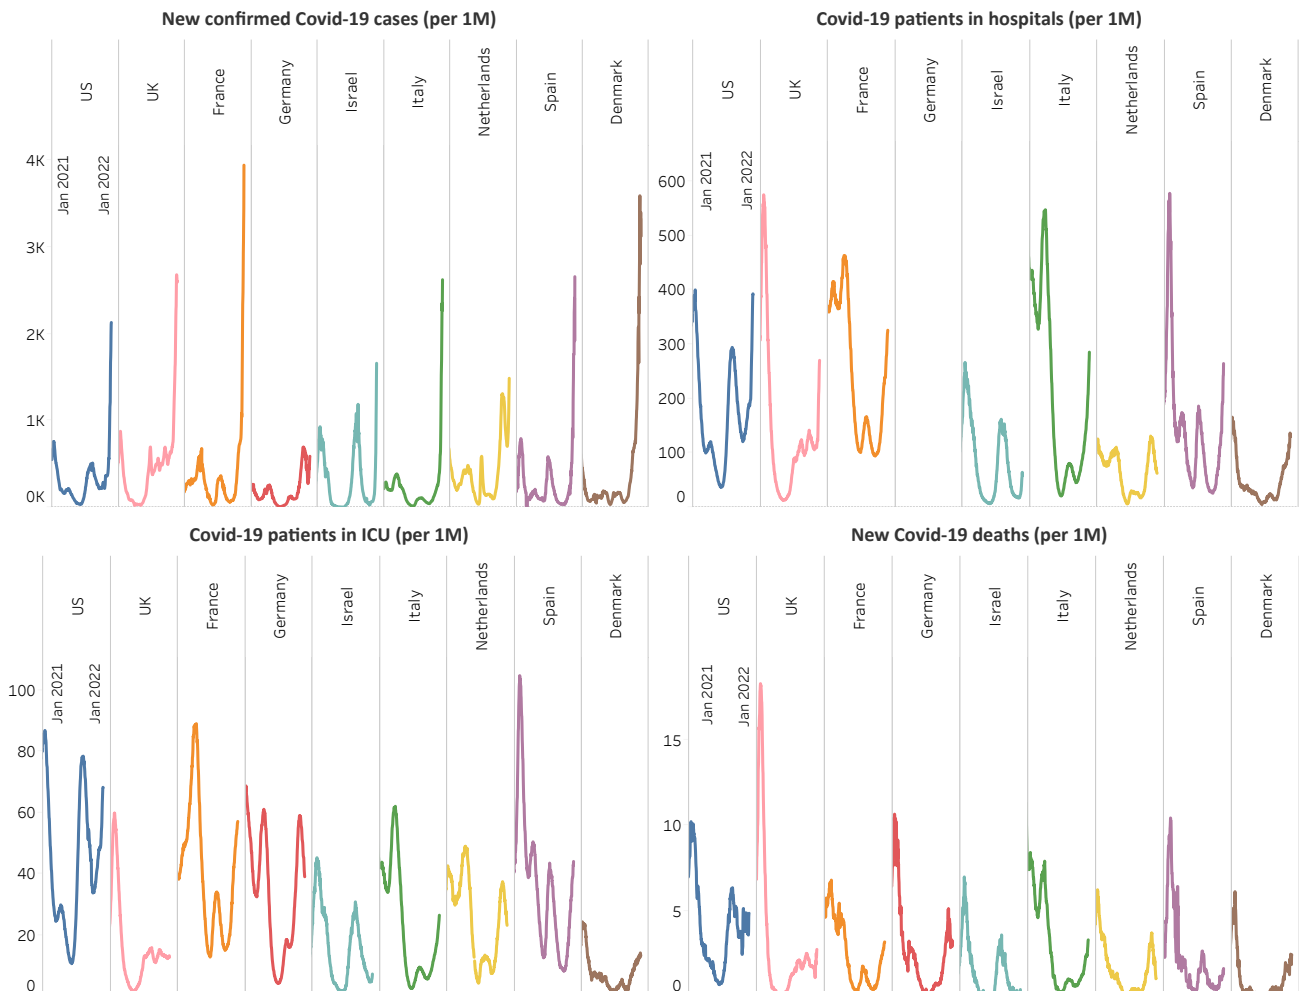 New confirmed Covid-19 cases (per 1M)
US
UK
France
Germany
Israel
Italy
Netherlands
Spain
Denmark
4K
3K
2K
1K
0K
Jan 2021
Jan 2022
Covid-19 patients in hospitals (per 1M)
US
UK
France
Germany
Israel
Italy
Netherlands
Spain
Denmark
600
500
400
300
200
100
0
Jan 2021
Jan 2022
Covid-19 patients in ICU (per 1M)
US
UK
France
Germany
Israel
Italy
Netherlands
Spain
Denmark
100
80
60
40
20
0
Jan 2021
Jan 2022
New Covid-19 deaths (per 1M)
US
UK
France
Germany
Israel
Italy
Netherlands
Spain
Denmark
15
10
5
0
Jan 2021
Jan 2022